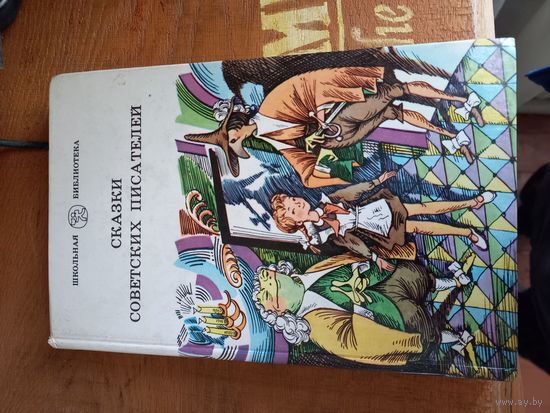 ШКОЛЬНАЯ БИБЛИОТЕКА
СКАЗКИ
СОВЕТСКИХ ПИСАТЕЛЕЙ
www.ay.by